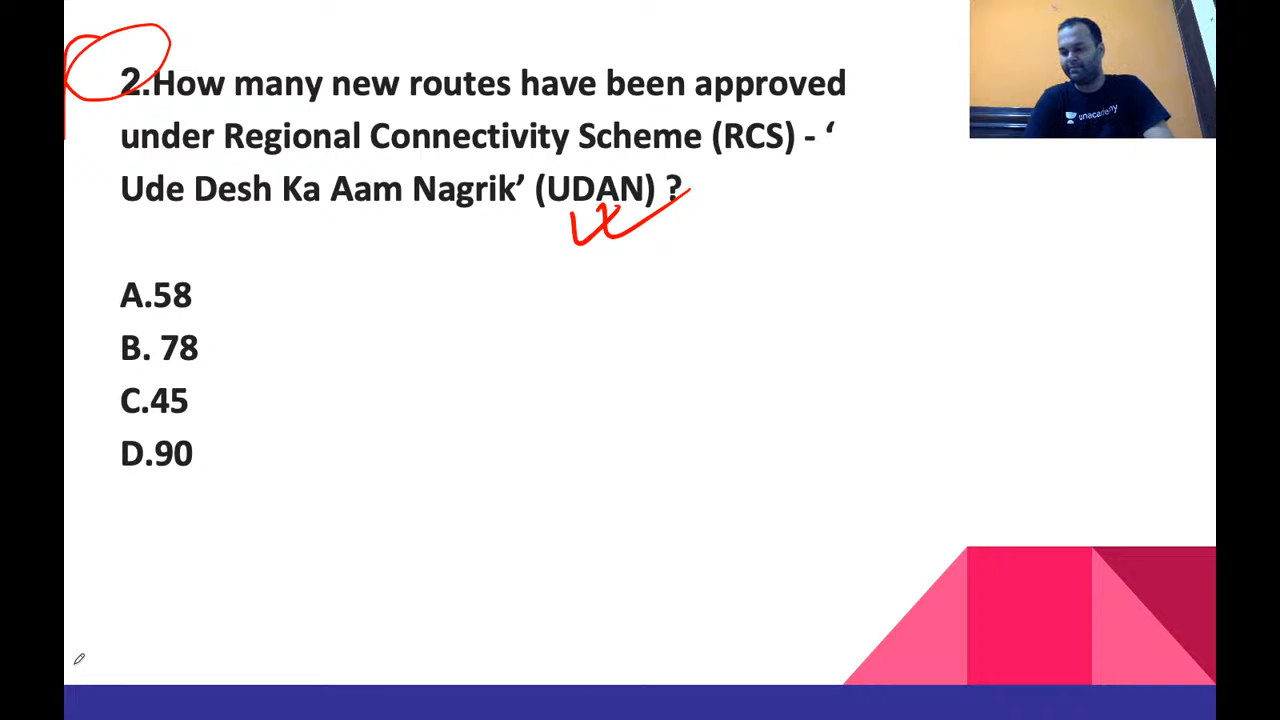 2.How many new routes have been approved
under Regional Connectivity Scheme (RCS) - ‘
Ude Desh Ka Aam Nagrik’ (UDAN) ?
A.58
B. 78
C.45
D.90
unacademy